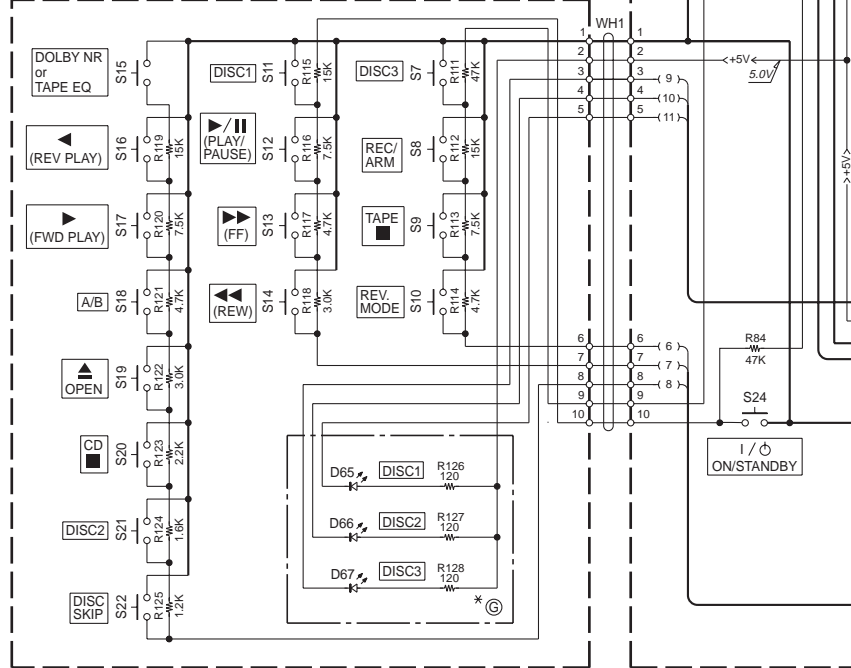 DOLBY NR
or
TAPE EQ
S15
DISC1
S11
R115
15K
DISC3
S7
R111
47K
WH1
1
1
2
2
3
3
4
4
5
5
9
10
11
<+5V<
5.0V
<+5V>
(REV PLAY)
S16
R119
15K
(PLAY/
PAUSE)
S12
R116
7.5K
REC/
ARM
S8
R112
15K
(FWD PLAY)
S17
R120
7.5K
(FF)
S13
R117
4.7K
TAPE
S9
R113
7.5K
A/B
S18
R121
4.7K
(REW)
S14
R118
3.0K
REV.
MODE
S10
R114
4.7K
OPEN
S19
R122
3.0K
6
6
6
7
7
7
8
8
8
9
9
10
10
R84
47K
S24
I /
ON/STANDBY
CD
S20
R123
2.2K
DISC2
S21
R124
1.6K
DISC
SKIP
S22
R125
1.2K
D65
DISC1
R126
120
D66
DISC2
R127
120
D67
DISC3
R128
120
* G